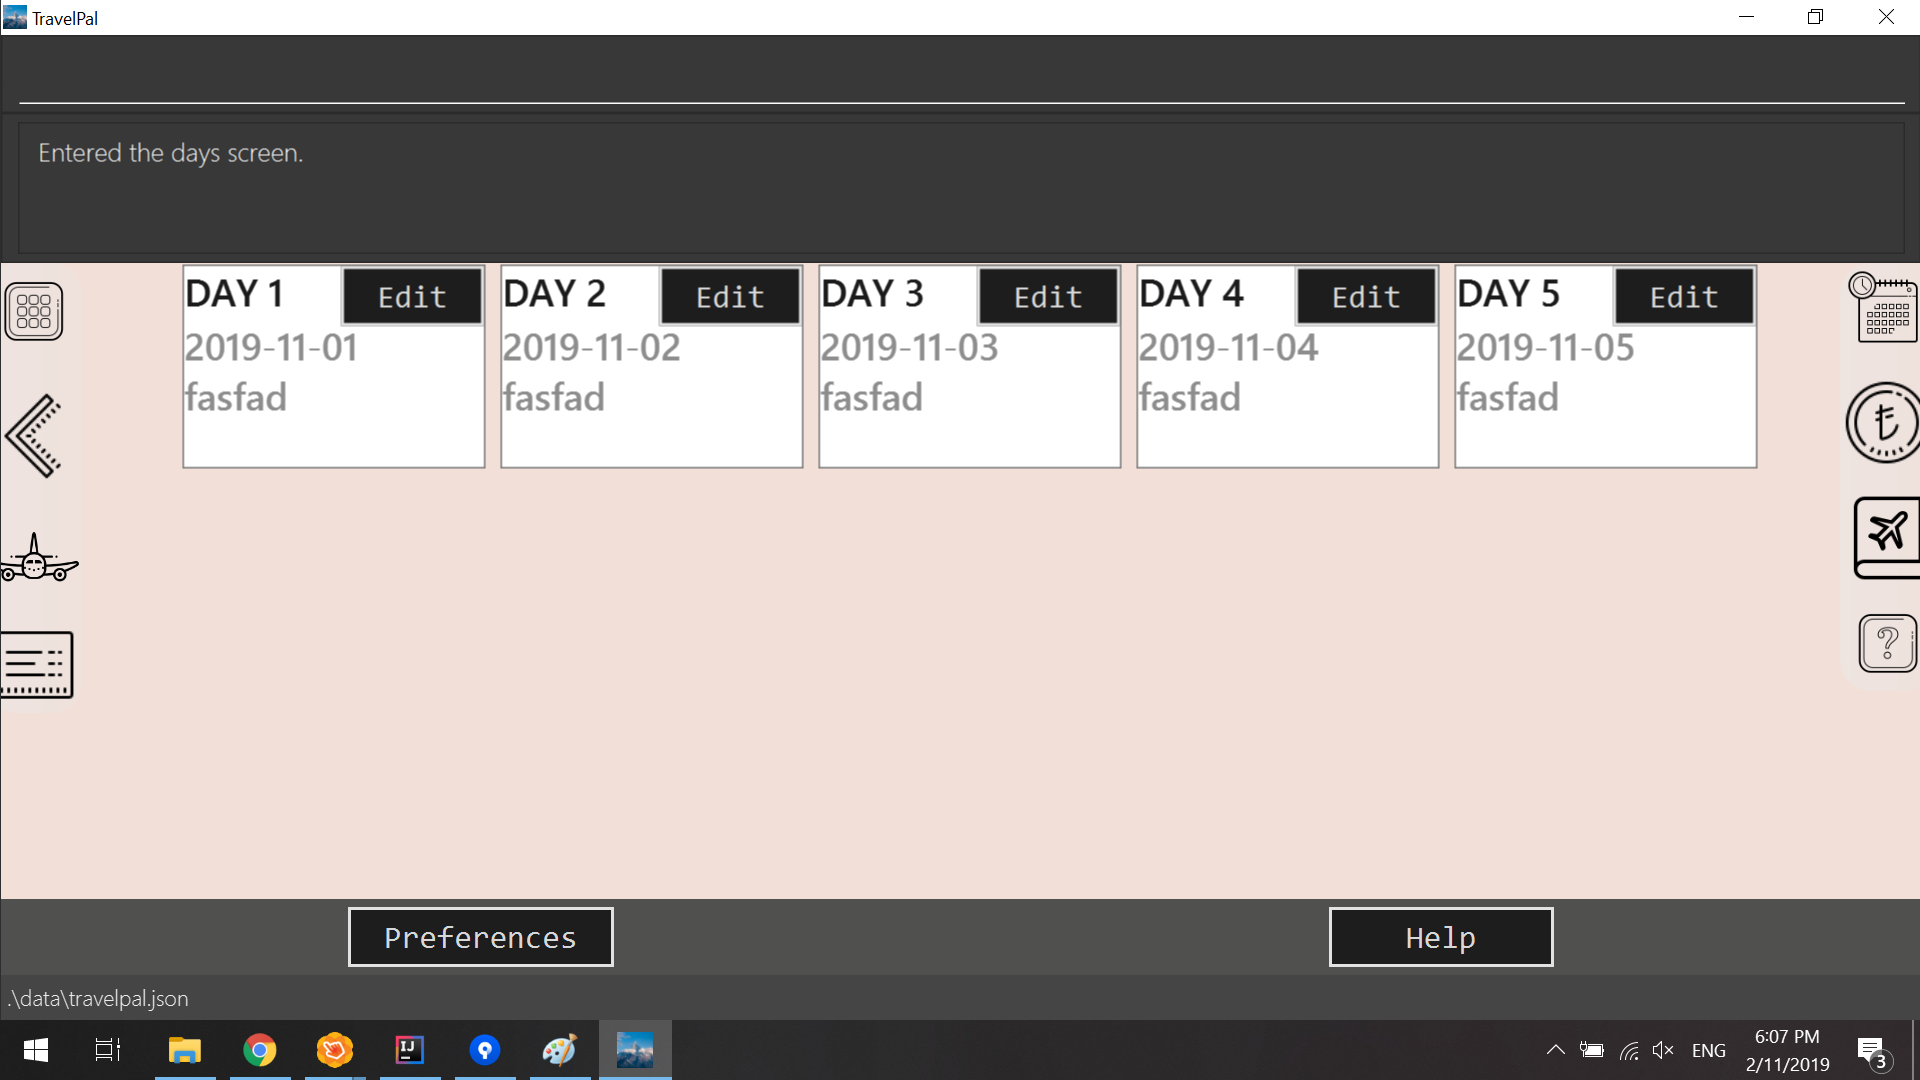 TravelPal
Entered the days screen.
DAY 1 Edit
2019-11-01
fasfad
DAY 2 Edit
2019-11-02
fasfad
DAY 3 Edit
2019-11-03
fasfad
DAY 4 Edit
2019-11-04
fasfad
DAY 5 Edit
2019-11-05
fasfad
?
Preferences
Help
.\data\travelpal.json
IJ
ENG
6:07 PM
2/11/2019
3